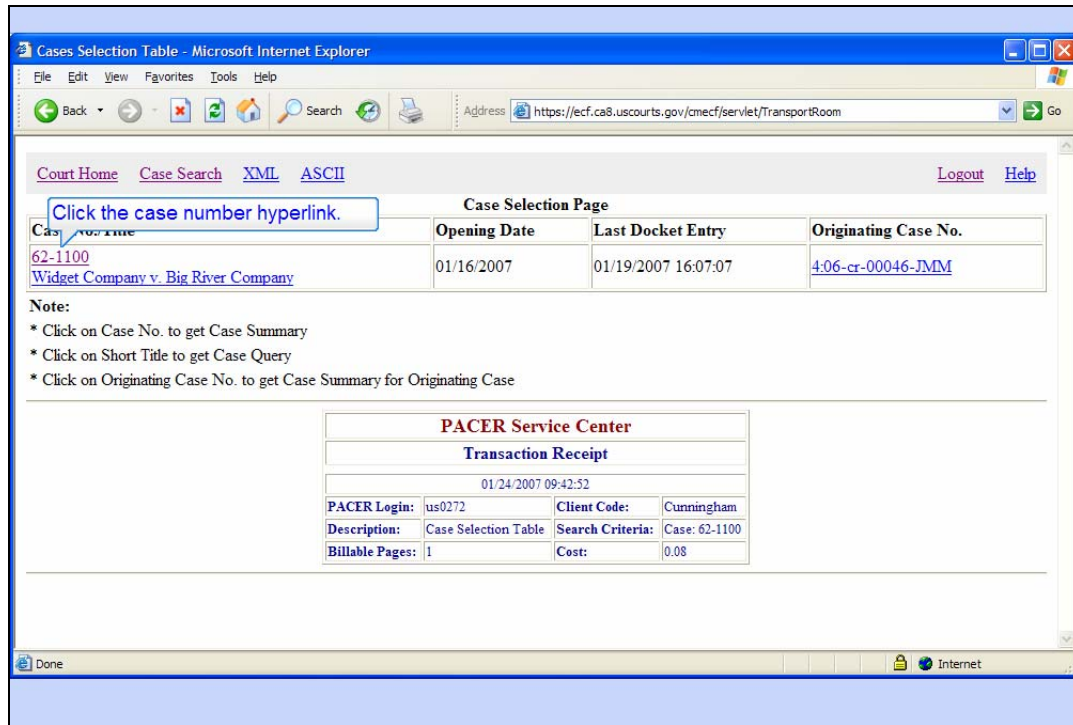 Cases Selection Table - Microsoft Internet Explorer
File Edit View Favorites Tools Help
Back Search Address https://ecf.ca8.uscourts.gov/cmecf/servlet/TransportRoom Go
Court Home Case Search XML ASCII Logout Help
Click the case number hyperlink.
Case Selection Page
Case No./Title Opening Date Last Docket Entry Originating Case No.
62-1100
Widget Company v. Big River Company 01/16/2007 01/19/2007 16:07:07 4:06-cr-00046-JMM
Note:
* Click on Case No. to get Case Summary
* Click on Short Title to get Case Query
* Click on Originating Case No. to get Case Summary for Originating Case
PACER Service Center
Transaction Receipt
01/24/2007 09:42:52
PACER Login: us0272 Client Code: Cunningham
Description: Case Selection Table Search Criteria: Case: 62-1100
Billable Pages: 1 Cost: 0.08
Done Internet